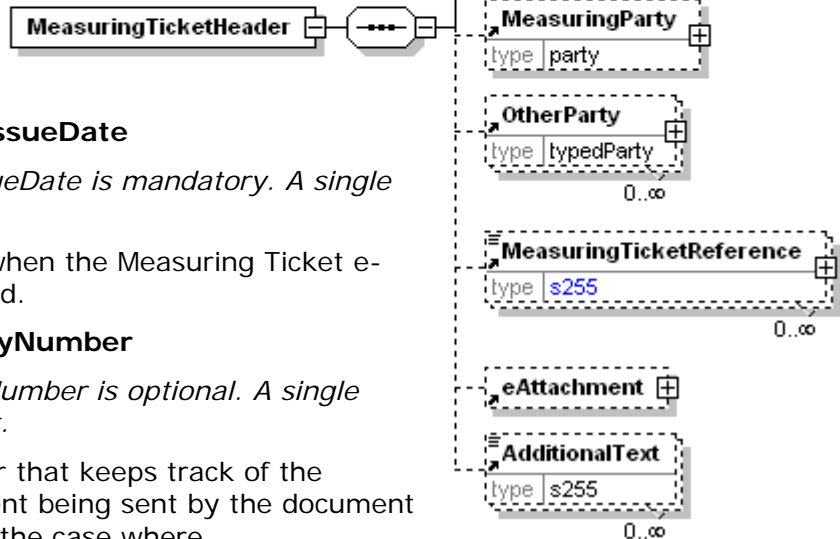 MeasuringTicketHeader
ssueDate
ueDate is mandatory. A single
when the Measuring Ticket e-
d.
yNumber
Number is optional. A single
r that keeps track of the
ent being sent by the document
the case where
MeasuringParty
type party
OtherParty
type typedParty
0..∞
MeasuringTicketReference
type s255
0..∞
eAttachment
AdditionalText
type s255
0..∞